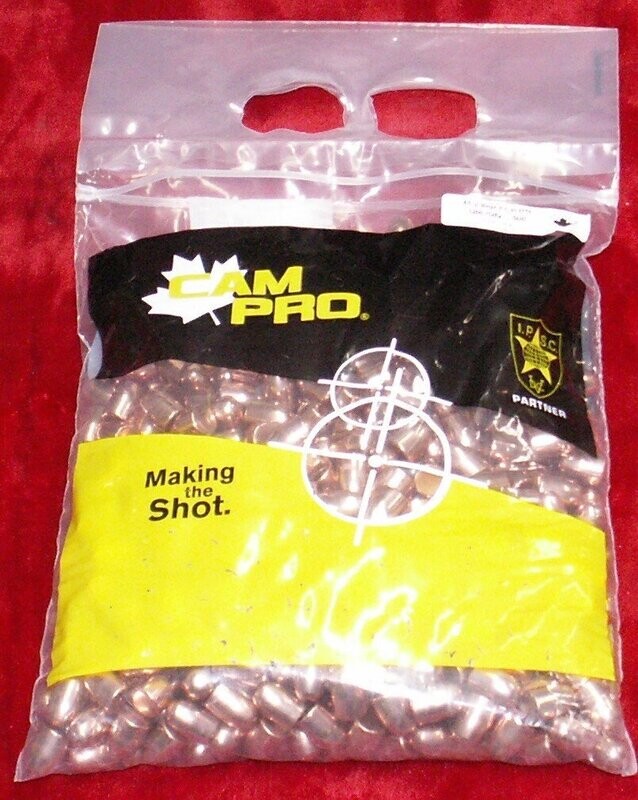 CAM
PRO®
I.P.S.C
PARTNER
Making
the
Shot.